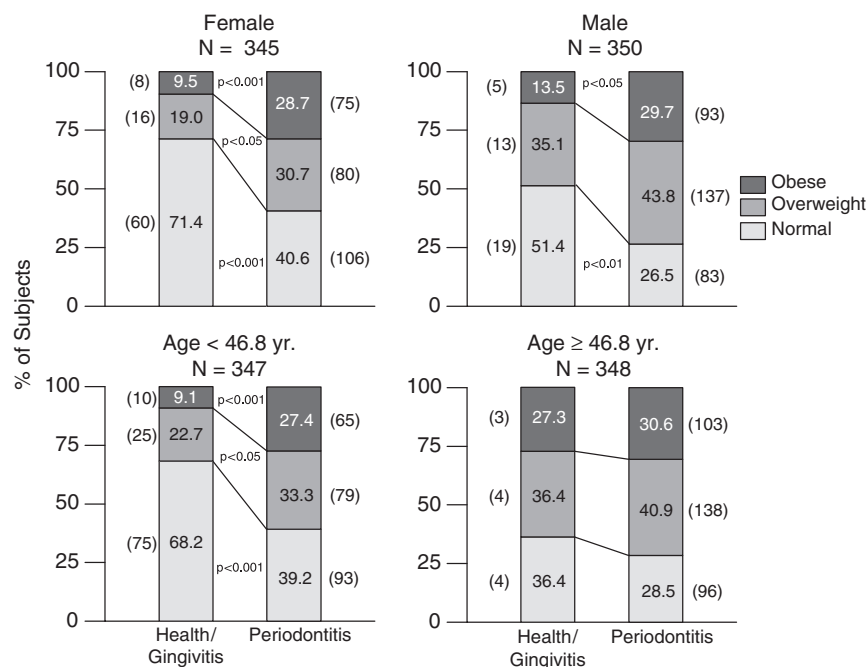 Female
N = 345
100
75
50
25
0
(8) 9.5 p<0.001 28.7 (75)
(16) 19.0 p<0.05 30.7 (80)
(60) 71.4 p<0.001 40.6 (106)
Male
N = 350
100
75
50
25
0
(5) 13.5 p<0.05 29.7 (93)
(13) 35.1 43.8 (137)
(19) 51.4 p<0.01 26.5 (83)
Obese
Overweight
Normal
% of Subjects
Age < 46.8 yr.
N = 347
100
75
50
25
0
(10) 9.1 p<0.001 27.4 (65)
(25) 22.7 p<0.05 33.3 (79)
(75) 68.2 p<0.001 39.2 (93)
Health/ Periodontitis
Gingivitis
Age ≥ 46.8 yr.
N = 348
100
75
50
25
0
(3) 27.3 30.6 (103)
(4) 36.4 40.9 (138)
(4) 36.4 28.5 (96)
Health/ Periodontitis
Gingivitis